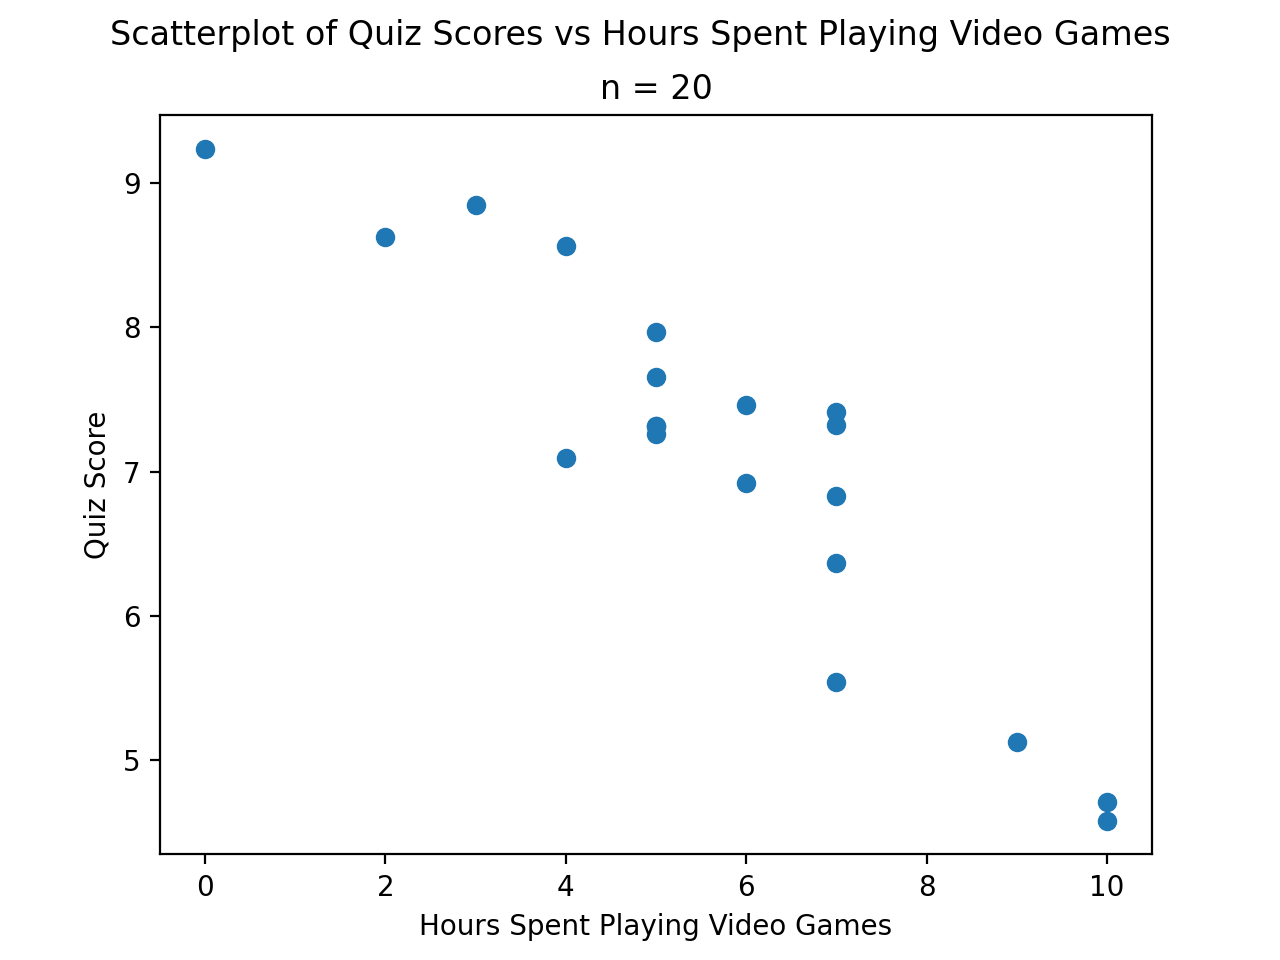 Scatterplot of Quiz Scores vs Hours Spent Playing Video Games
n = 20
9
8
7
6
5
Quiz Score
0 2 4 6 8 10
Hours Spent Playing Video Games